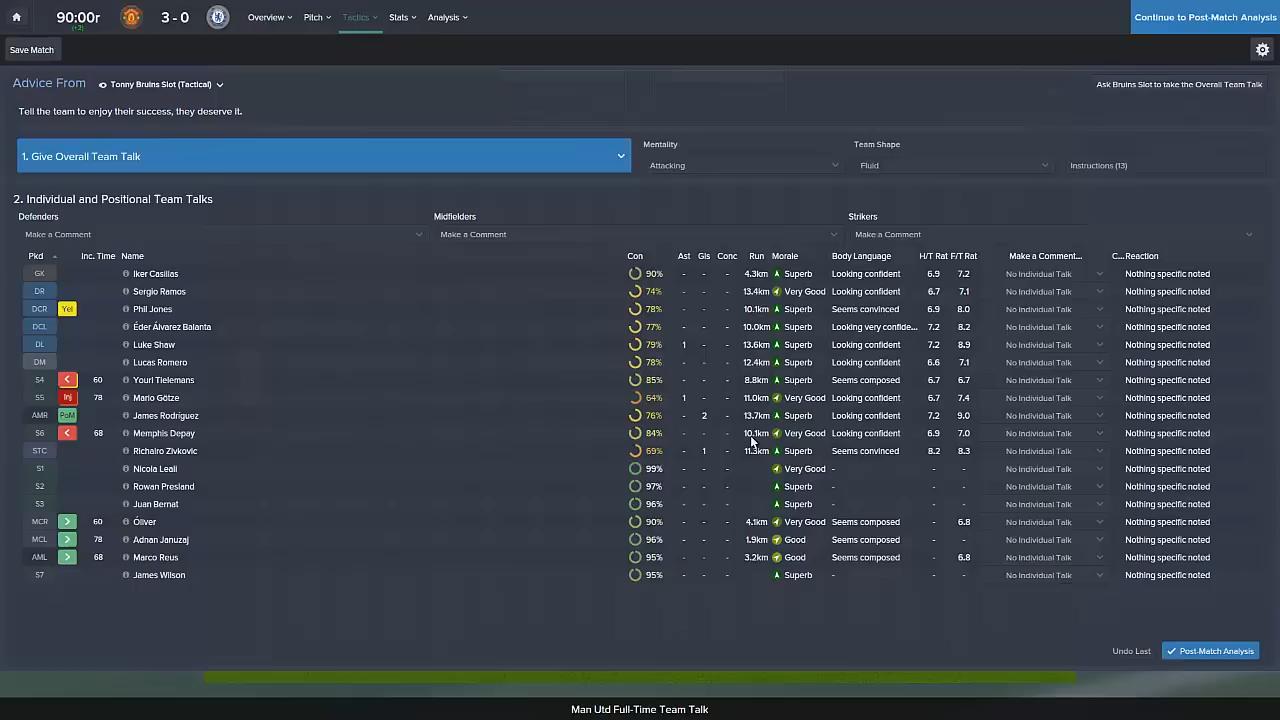 90:00r 3 - 0 Overview Pitch Tactics Stats Analysis Continue to Post-Match Analysis
(+2)
Save Match
Advice From Tonny Bruins Slot (Tactical) Ask Bruins Slot to take the Overall Team Talk
Tell the team to enjoy their success, they deserve it.
Mentality Team Shape
1. Give Overall Team Talk Attacking Fluid Instructions (13)
2. Individual and Positional Team Talks
Defenders Midfielders Strikers
Make a Comment Make a Comment Make a Comment
Pkd Inc. Time Name Con Ast Gls Conc Run Morale Body Language H/T Rat F/T Rat Make a Comment... C... Reaction
GK Iker Casillas 90% - - - 4.3km Superb Looking confident 6.9 7.2 No Individual Talk Nothing specific noted
DR Sergio Ramos 74% - - - 13.4km Very Good Looking confident 6.7 7.1 No Individual Talk Nothing specific noted
DCR Yel Phil Jones 78% - - - 10.1km Superb Seems convinced 6.9 8.0 No Individual Talk Nothing specific noted
DCL Éder Álvarez Balanta 77% - - - 10.0km Superb Looking very confide... 7.2 8.2 No Individual Talk Nothing specific noted
DL Luke Shaw 79% 1 - - 13.6km Superb Looking confident 7.2 8.9 No Individual Talk Nothing specific noted
DM Lucas Romero 78% - - - 12.4km Superb Looking confident 6.6 7.1 No Individual Talk Nothing specific noted
S4 60 Youri Tielemans 85% - - - 8.8km Superb Seems composed 6.7 6.7 No Individual Talk Nothing specific noted
S5 Inj 78 Mario Götze 64% 1 - - 11.0km Very Good Looking confident 6.7 7.4 No Individual Talk Nothing specific noted
AMR PoM James Rodríguez 76% - 2 - 13.7km Superb Looking confident 7.2 9.0 No Individual Talk Nothing specific noted
S6 68 Memphis Depay 84% - - - 10.1km Very Good Looking confident 6.9 7.0 No Individual Talk Nothing specific noted
STC Richairo Zivkovic 69% - 1 - 11.3km Superb Seems convinced 8.2 8.3 No Individual Talk Nothing specific noted
S1 Nicola Leali 99% - - - Very Good - - - No Individual Talk Nothing specific noted
S2 Rowan Presland 97% - - - Superb - - - No Individual Talk Nothing specific noted
S3 Juan Bernat 96% - - - Superb - - - No Individual Talk Nothing specific noted
MCR 60 Óliver 90% - - - 4.1km Very Good Seems composed - 6.8 No Individual Talk Nothing specific noted
MCL 78 Adnan Januzaj 96% - - - 1.9km Good Seems composed - - No Individual Talk Nothing specific noted
AML 68 Marco Reus 95% - - - 3.2km Good Seems composed - 6.8 No Individual Talk Nothing specific noted
S7 James Wilson 95% - - - Superb - - - No Individual Talk Nothing specific noted
Undo Last Post-Match Analysis
Man Utd Full-Time Team Talk